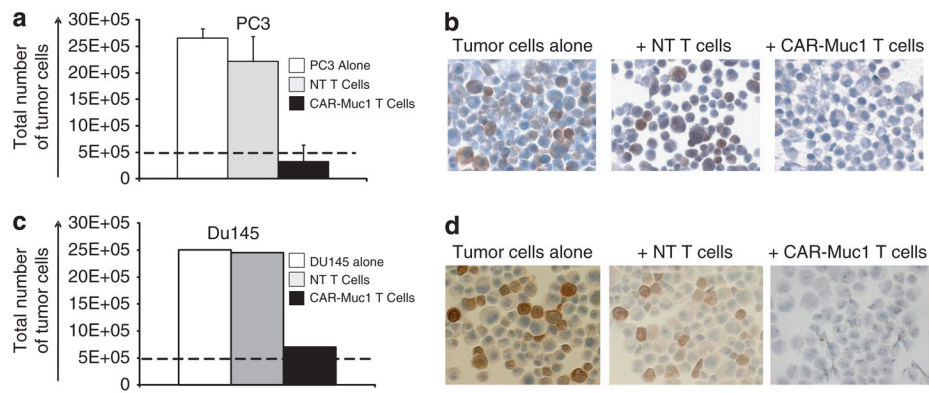 a
PC3
Total number
of tumor cells
30E+05
25E+05
20E+05
15E+05
10E+05
5E+05
0
PC3 Alone
NT T Cells
CAR-Muc1 T Cells
b
Tumor cells alone
+ NT T cells
+ CAR-Muc1 T cells
c
Du145
Total number
of tumor cells
30E+05
25E+05
20E+05
15E+05
10E+05
5E+05
0
DU145 alone
NT T Cells
CAR-Muc1 T Cells
d
Tumor cells alone
+ NT T cells
+ CAR-Muc1 T cells